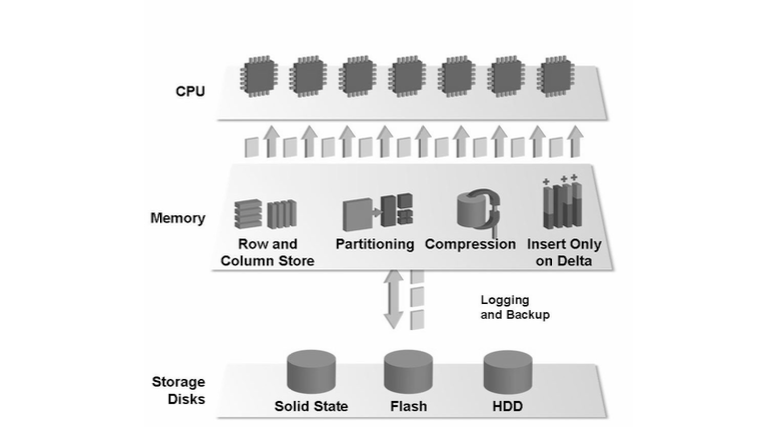 CPU
Memory
Row and
Column Store
Partitioning
Compression
Insert Only
on Delta
Logging
and Backup
Storage
Disks
Solid State
Flash
HDD